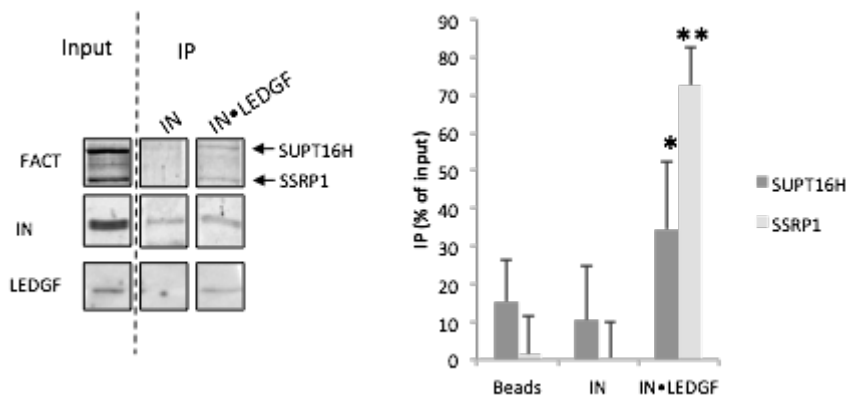 Input IP
IN IN•LEDGF
FACT
SUPT16H
SSRP1
IN
LEDGF
IP (% of input)
90
80
70
60
50
40
30
20
10
0
*
**
Beads IN IN•LEDGF
SUPT16H
SSRP1